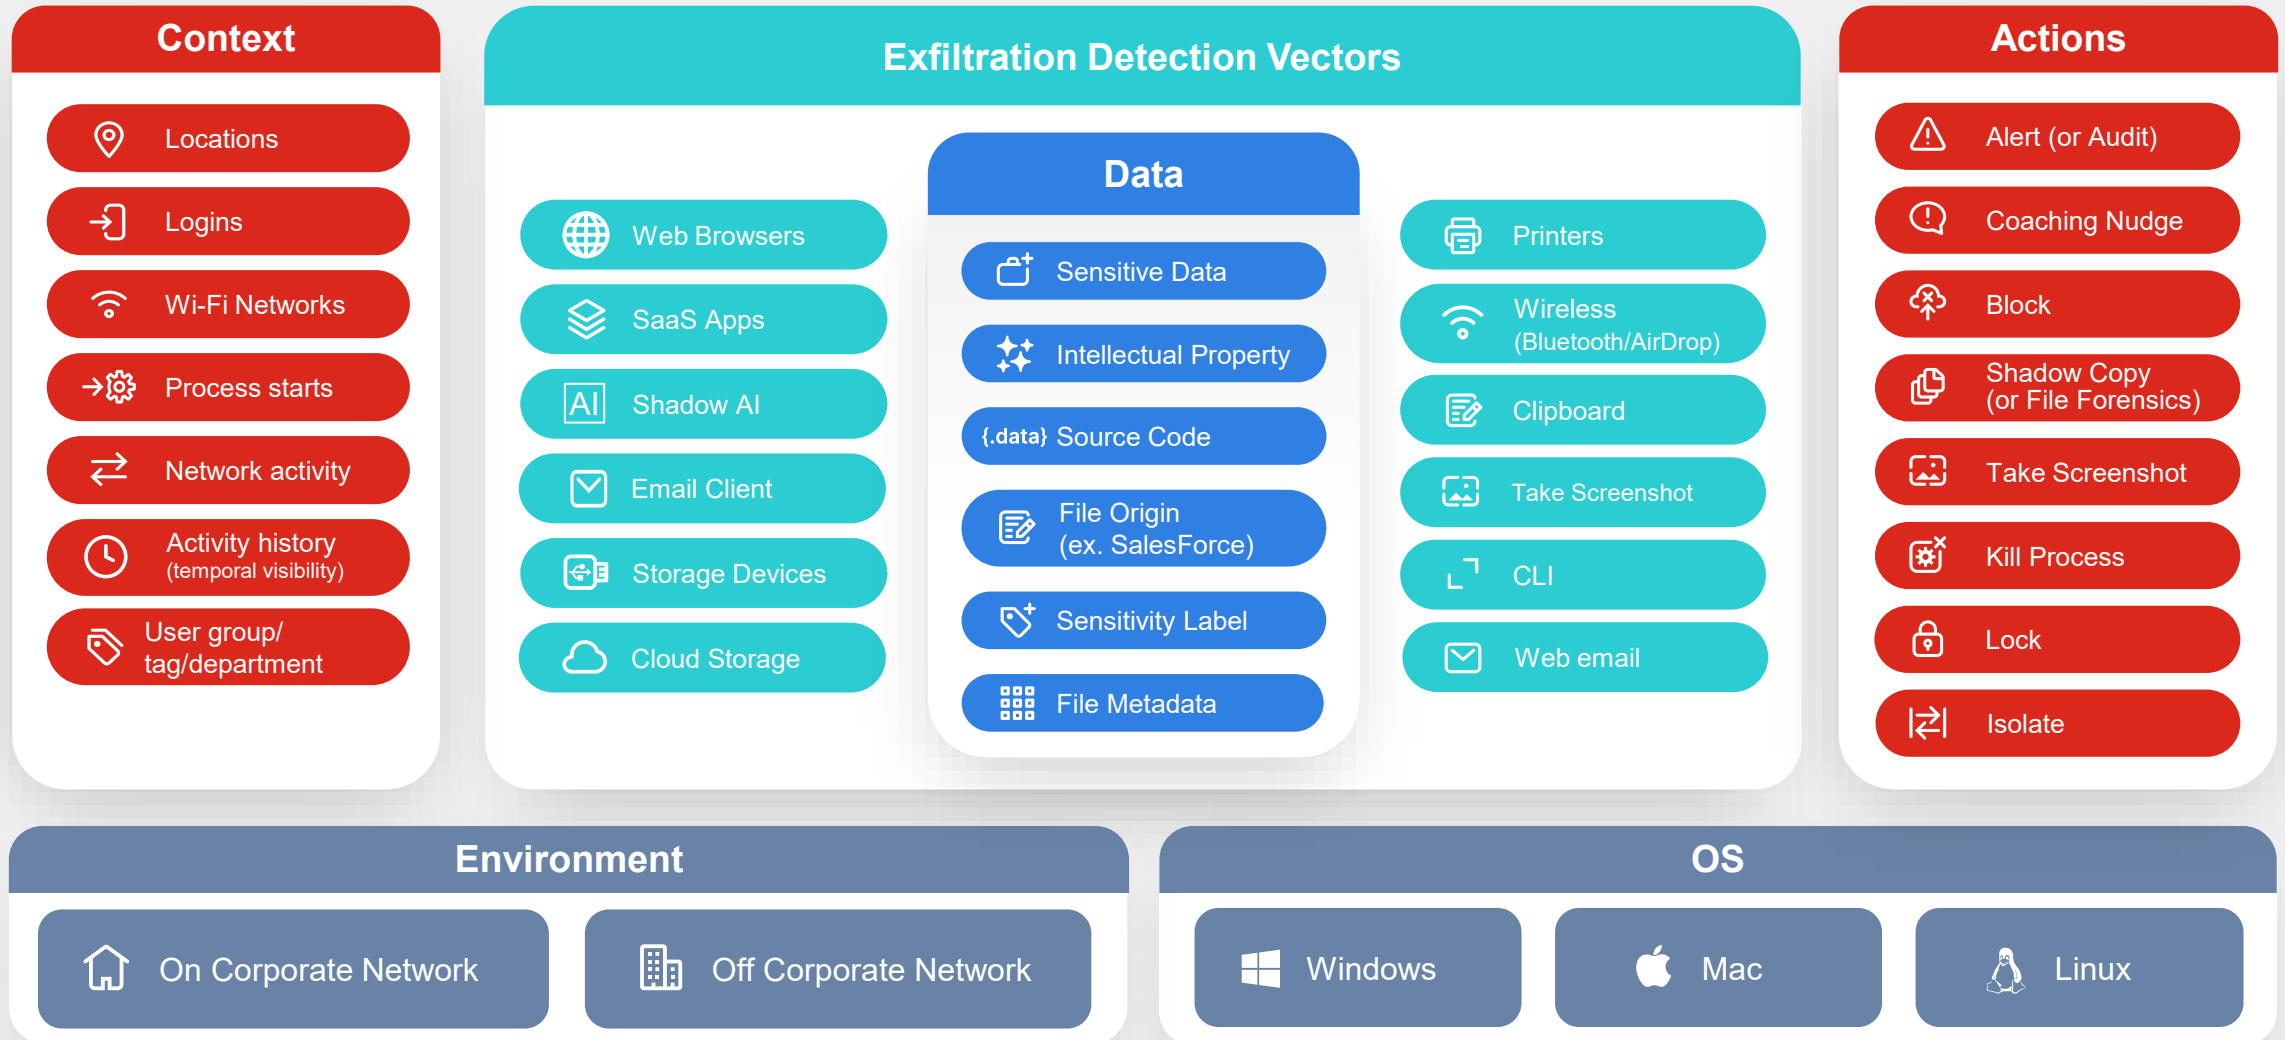 Context
Locations
Logins
Wi-Fi Networks
Process starts
Network activity
Activity history
(temporal visibility)
User group/
tag/department
Exfiltration Detection Vectors
Web Browsers
SaaS Apps
AI
Shadow AI
Email Client
Storage Devices
Cloud Storage
Data
Sensitive Data
Intellectual Property
{.data} Source Code
File Origin
(ex. SalesForce)
Sensitivity Label
File Metadata
Printers
Wireless
(Bluetooth/AirDrop)
Clipboard
Take Screenshot
CLI
Web email
Actions
Alert (or Audit)
Coaching Nudge
Block
Shadow Copy
(or File Forensics)
Take Screenshot
Kill Process
Lock
Isolate
Environment
On Corporate Network
Off Corporate Network
OS
Windows
Mac
Linux